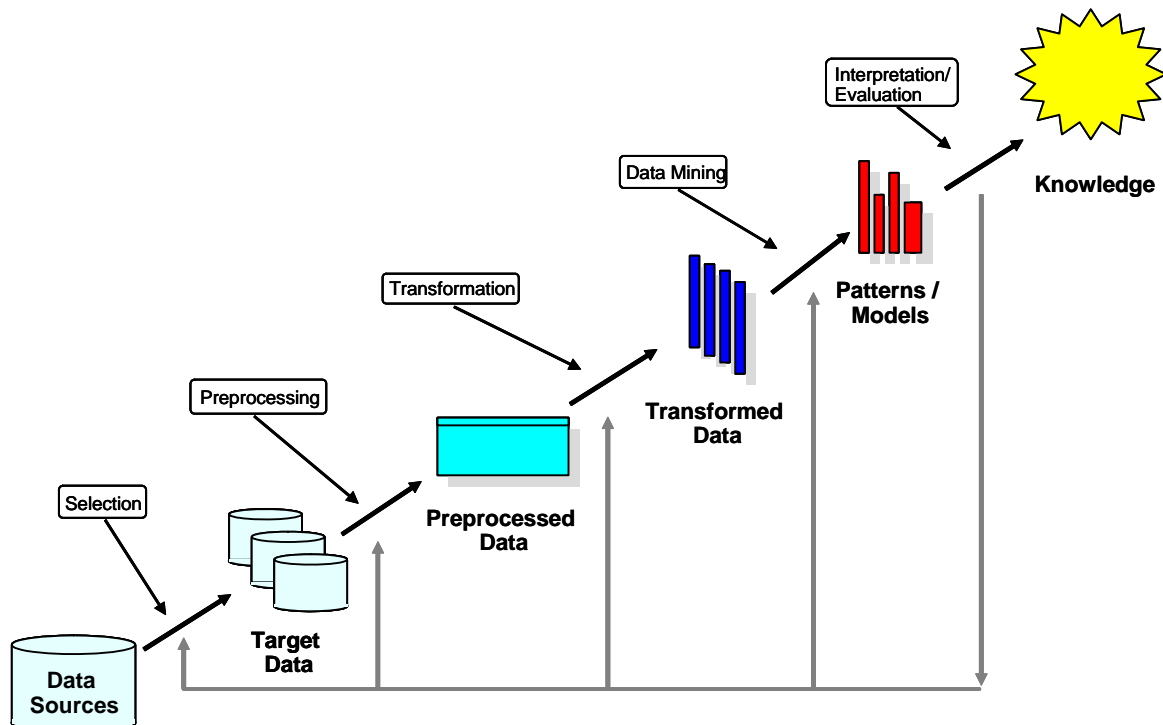 Interpretation/
Evaluation
Knowledge
Data Mining
Patterns /
Models
Transformation
Transformed
Data
Preprocessing
Preprocessed
Data
Selection
Target
Data
Data
Sources